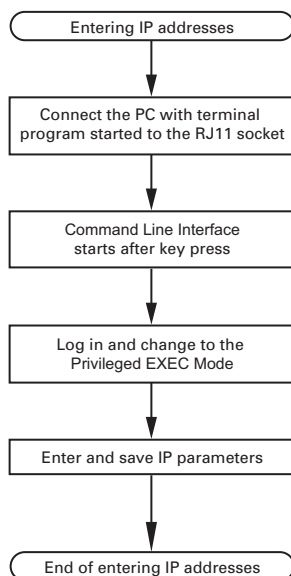 Entering IP addresses
Connect the PC with terminal
program started to the RJ11 socket
Command Line Interface
starts after key press
Log in and change to the
Privileged EXEC Mode
Enter and save IP parameters
End of entering IP addresses